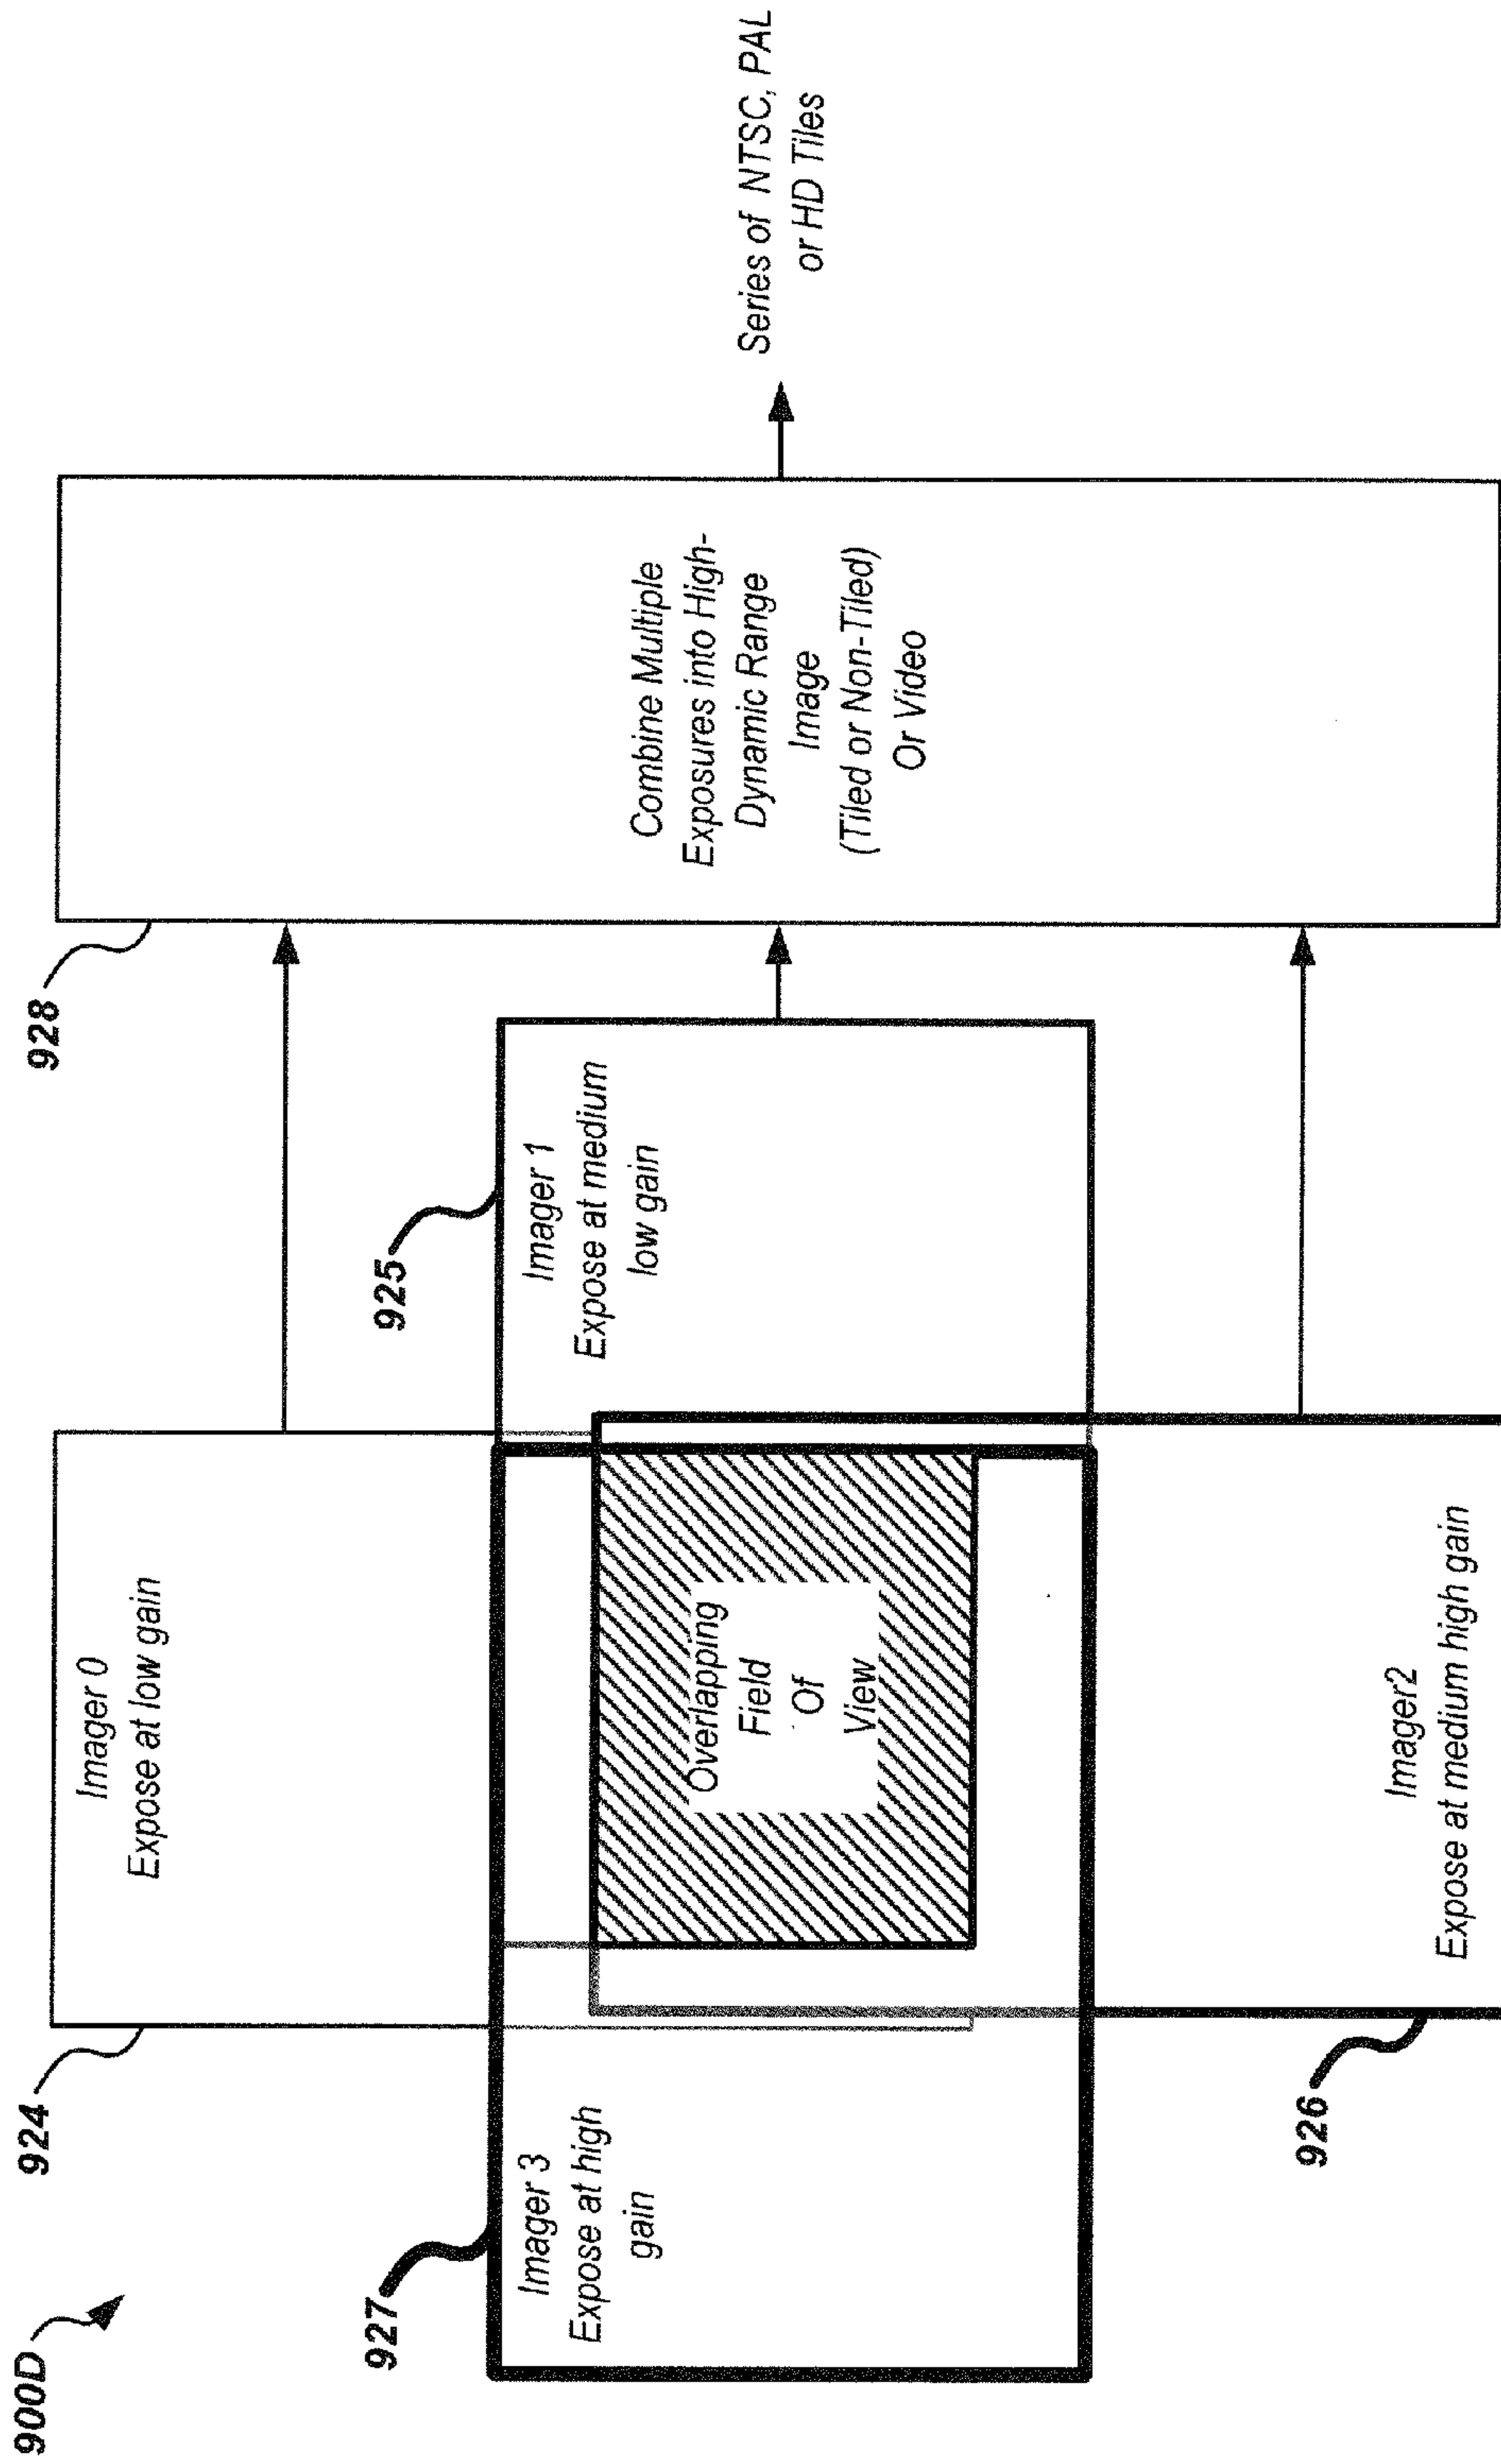 900D
924
Imager 0
Expose at low gain
928
927
Imager 3
Expose at high
gain
925
Imager 1
Expose at medium
low gain
Overlapping
Field
Of
View
Combine Multiple
Exposures into High-
Dynamic Range
Image
(Tiled or Non-Tiled)
Or Video
Series of NTSC, PAL
or HD Tiles
926
Imager2
Expose at medium high gain